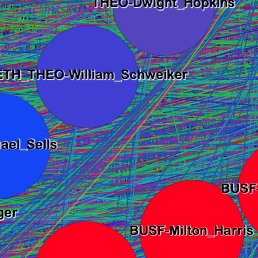 THEO-Dwight_Hopkins
ETH_THEO-William_Schweiker
ael_Sells
ger
BUSF
BUSF-Milton_Harris